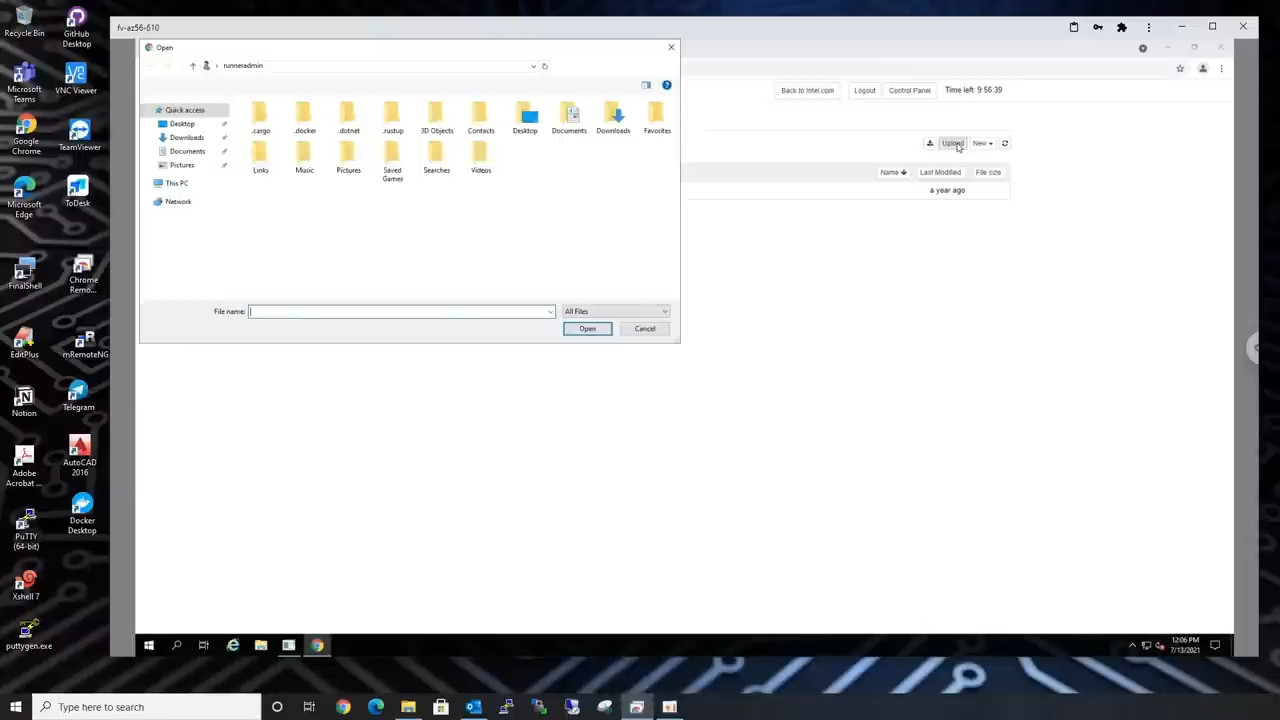 Recycle Bin
GitHub
Desktop
Microsoft
Teams
VNC Viewer
Google
Chrome
TeamViewer
Microsoft
Edge
ToDesk
FinalShell
Chrome
Remo...
EditPlus
mRemoteNG
Notion
Telegram
Adobe
Acrobat ...
AutoCAD
2016
PuTTY
(64-bit)
Docker
Desktop
Xshell 7
puttygen.exe
fv-az56-610
Open
runneradmin
Quick access
Desktop
Downloads
Documents
Pictures
This PC
Network
.cargo
.docker
.dotnet
.rustup
3D Objects
Contacts
Desktop
Documents
Downloads
Favorites
Links
Music
Pictures
Saved
Games
Searches
Videos
File name:
All Files
Open
Cancel
Back to Intel.com
Logout
Control Panel
Time left: 9:56:39
Upload
New
Name
Last Modified
File size
a year ago
12:06 PM
7/13/2021
Type here to search